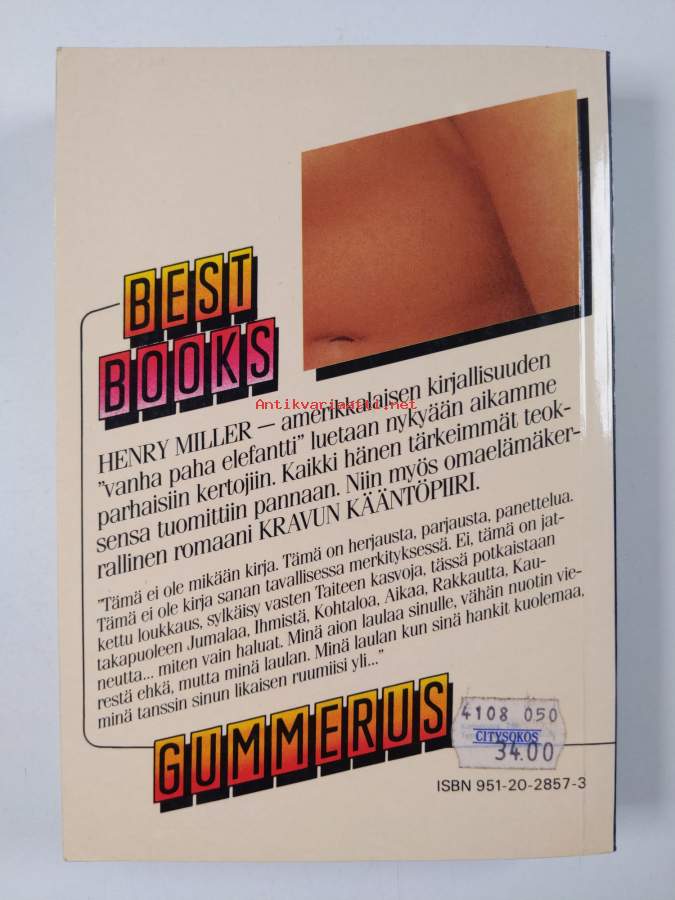 BEST
BOOKS
Antikvariaatti.net
HENRY MILLER — amerikkalaisen kirjallisuuden
"vanha paha elefantti" luetaan nykyään aikamme
parhaisiin kertojiin. Kaikki hänen tärkeimmät teok-
sensa tuomittiin pannaan. Niin myös omaelämäker-
rallinen romaani KRAVUN KÄÄNTÖPIIRI.
"Tämä ei ole mikään kirja. Tämä on herjausta, parjausta, panettelua.
Tämä ei ole kirja sanan tavallisessa merkityksessä. Ei, tämä on jat-
kettu loukkaus, sylkäisy vasten Taiteen kasvoja, tässä potkaistaan
takapuoleen Jumalaa, Ihmistä, Kohtaloa, Aikaa, Rakkautta, Kau-
neutta... miten vain haluat. Minä aion laulaa sinulle, vähän nuotin vie-
restä ehkä, mutta minä laulan. Minä laulan kun sinä hankit kuolemaa,
minä tanssin sinun likaisen ruumiisi yli..."
GUMMERUS
4108 050
CITYSOKOS
34.00
ISBN 951-20-2857-3